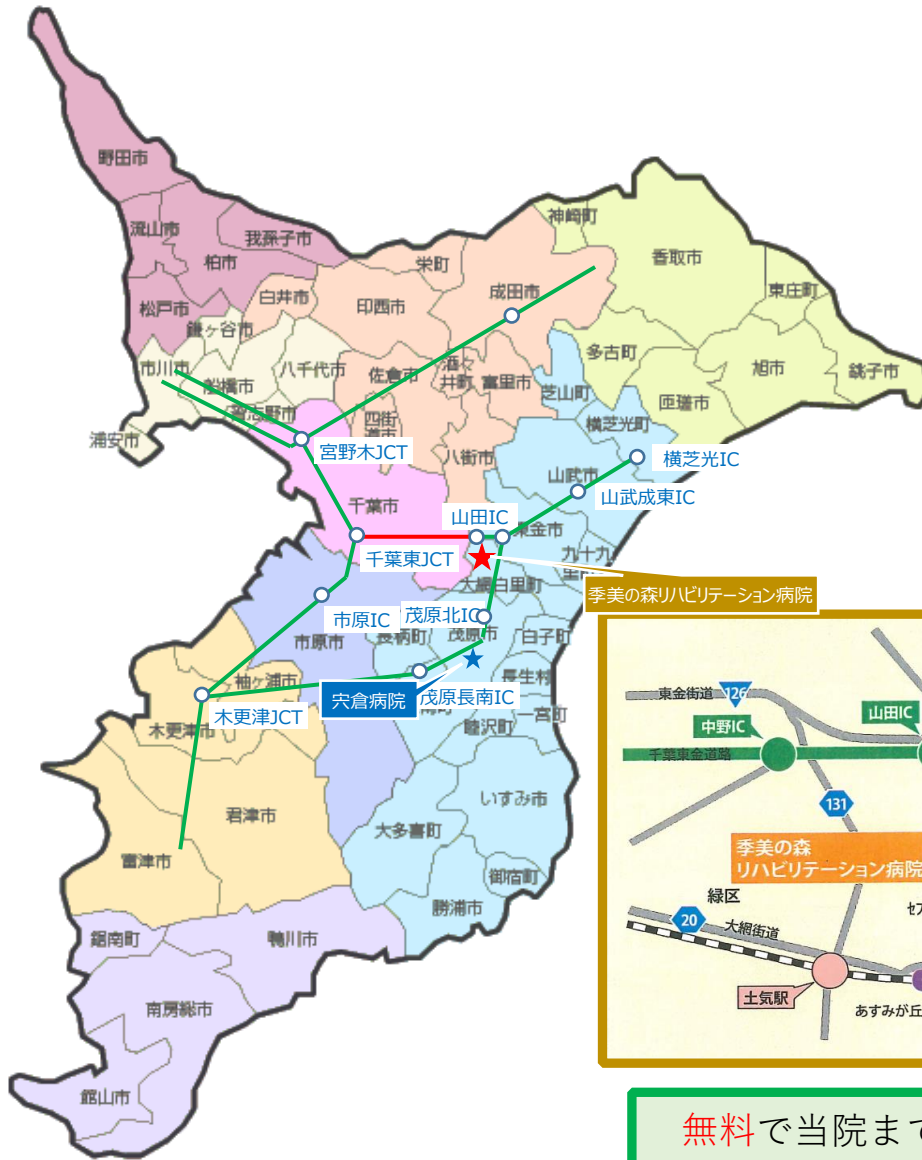 野田市
流山市
我孫子市
柏市
松戸市
白井市
鎌ケ谷市
市川市
船橋市
八千代市
習志野市
浦安市
栄町
印西市
成田市
神崎町
香取市
東庄町
佐倉市
酒々
井町
富里市
四街
道市
八街市
多古町
旭市
銚子市
芝山町
匝瑳市
横芝光町
宮野木JCT
横芝光IC
山武市
山武成東IC
千葉市
山田IC
東金市
千葉東JCT
九十九
大網白里町
季美の森リハビリテーション病院
市原IC
茂原北IC
市原市
長柄町
茂原市
白子町
袖ヶ浦市
長生村
宍倉病院
茂原長南IC
一宮町
木更津JCT
木更津市
睦沢町
いすみ市
君津市
大多喜町
富津市
御宿町
勝浦市
鋸南町
鴨川市
南房総市
館山市
東金街道
126
中野IC
山田IC
千葉東金道路
131
季美の森
リハビリテーション病院
緑区
20
大網街道
土気駅
あすみが丘
無料で当院まで